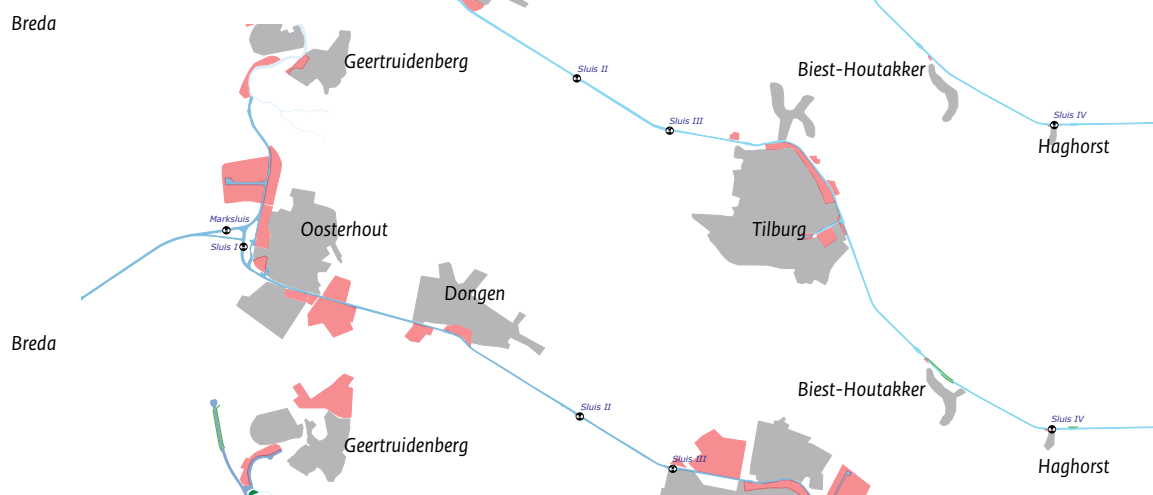 Breda
Geertruidenberg
Sluis II
Biest-Houtakker
Sluis III
Sluis IV
Haghorst
Marksluis
Sluis I
Oosterhout
Tilburg
Dongen
Breda
Biest-Houtakker
Sluis II
Sluis IV
Geertruidenberg
Sluis III
Haghorst